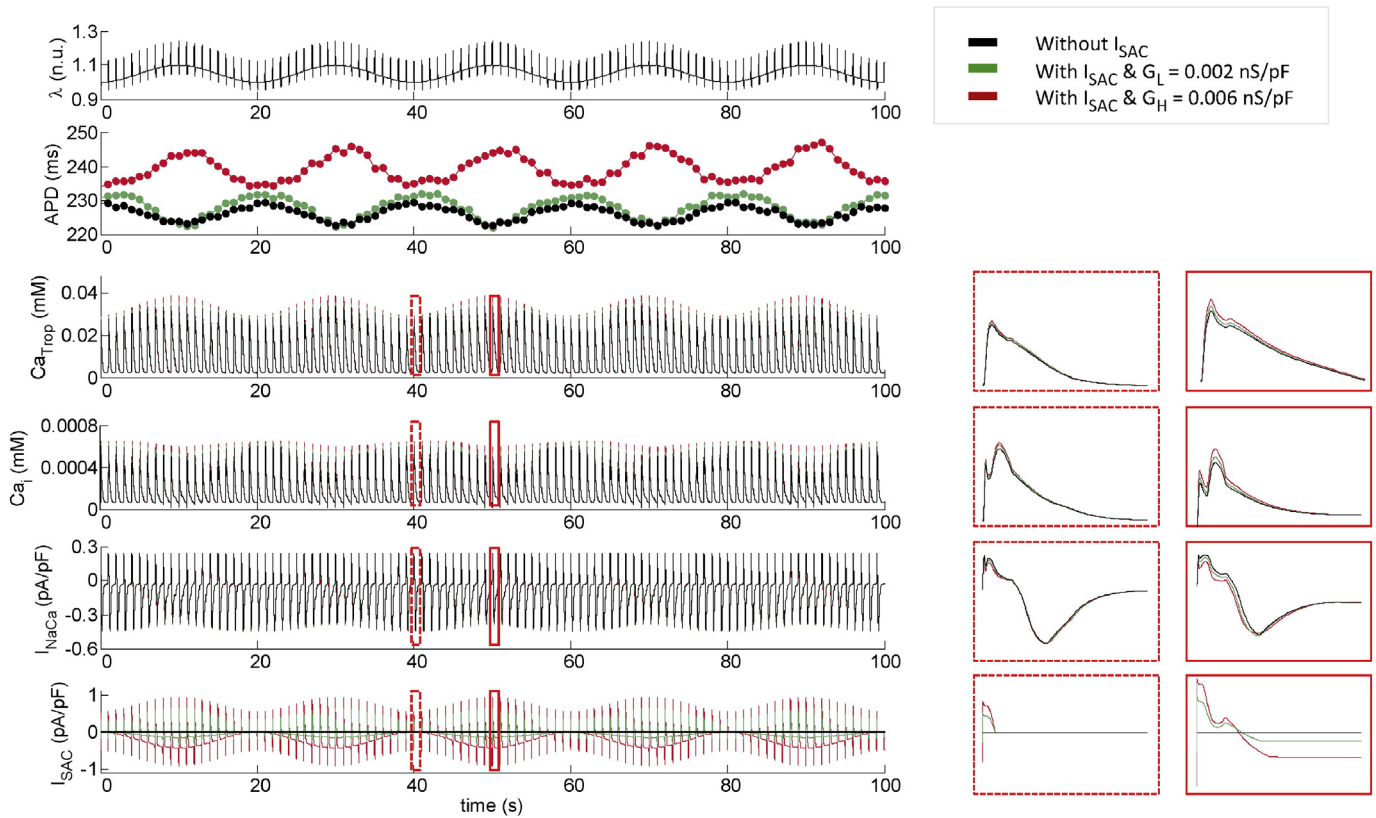 Without I_SAC
With I_SAC & G_L = 0.002 nS/pF
With I_SAC & G_H = 0.006 nS/pF
λ (n.u.)
1.3
1.1
0.9
0 20 40 60 80 100
APD (ms)
250
240
230
220
0 20 40 60 80 100
Ca_Trop (mM)
0.04
0.02
0
0 20 40 60 80 100
Ca_i (mM)
0.0008
0.0004
0
0 20 40 60 80 100
I_NaCa (pA/pF)
0.3
0
-0.3
-0.6
0 20 40 60 80 100
I_SAC (pA/pF)
1
0
-1
0 20 40 60 80 100
time (s)